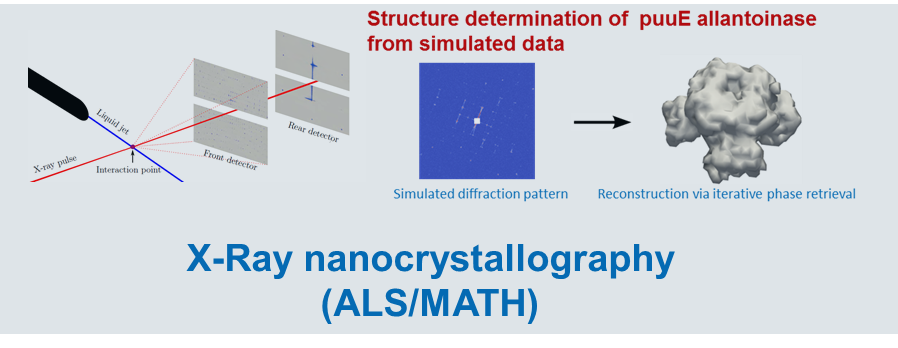 Structure determination of puuE allantoinase
from simulated data
Liquid jet
X-ray pulse
Interaction point
Front detector
Rear detector
Simulated diffraction pattern
Reconstruction via iterative phase retrieval
X-Ray nanocrystallography
(ALS/MATH)